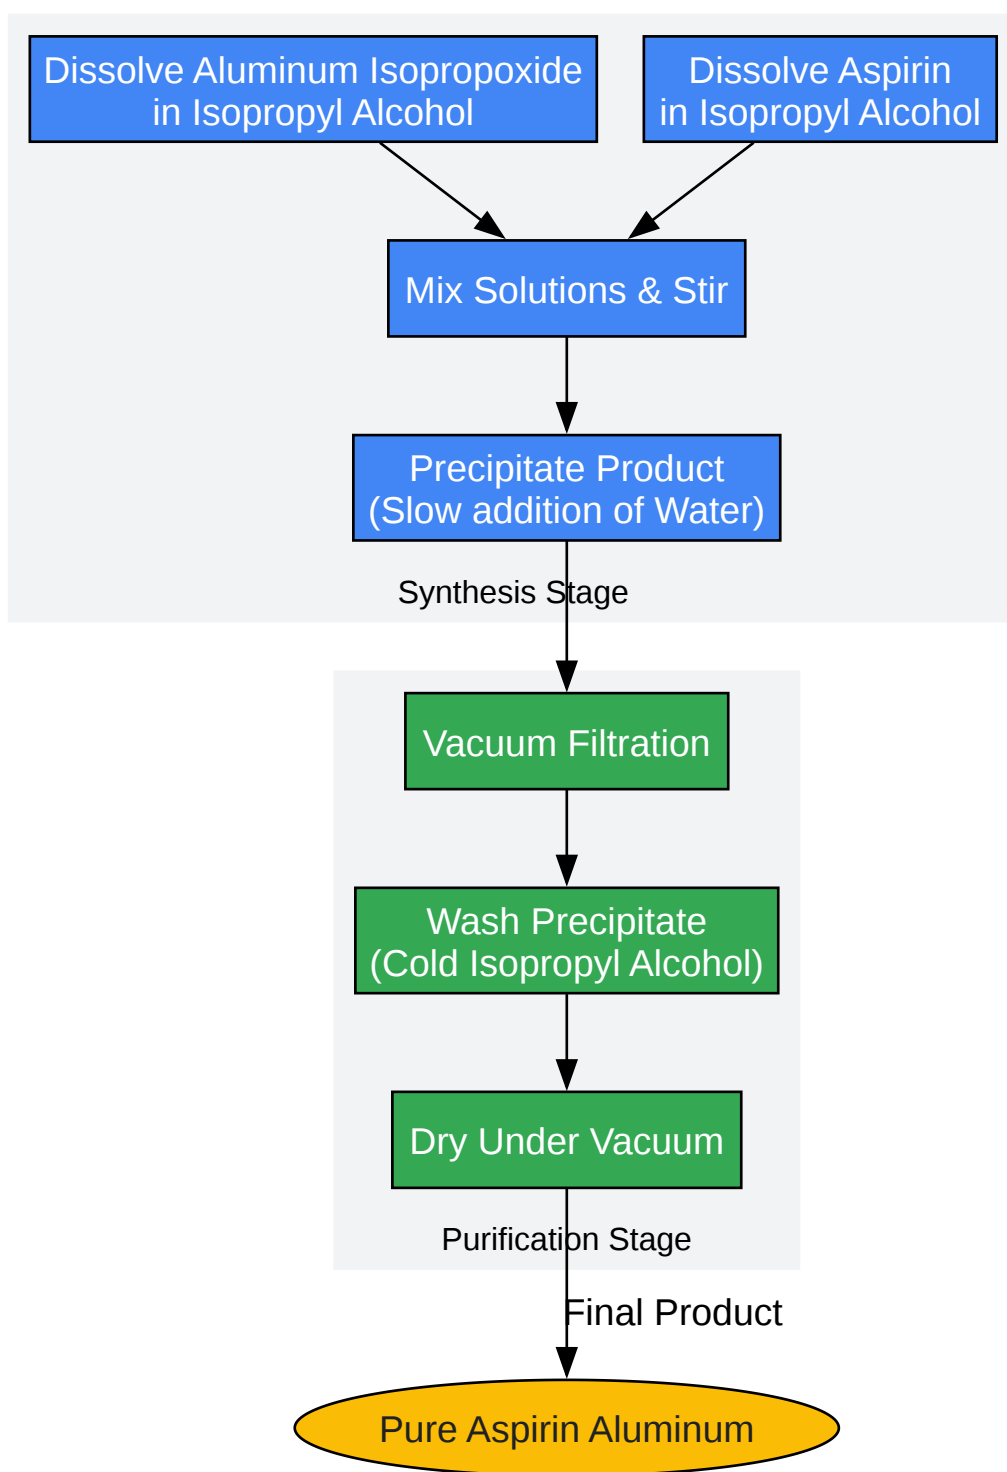 Dissolve Aluminum Isopropoxide
in Isopropyl Alcohol
Dissolve Aspirin
in Isopropyl Alcohol
Mix Solutions & Stir
Precipitate Product
(Slow addition of Water)
Synthesis Stage
Vacuum Filtration
Wash Precipitate
(Cold Isopropyl Alcohol)
Dry Under Vacuum
Purification Stage
Final Product
Pure Aspirin Aluminum